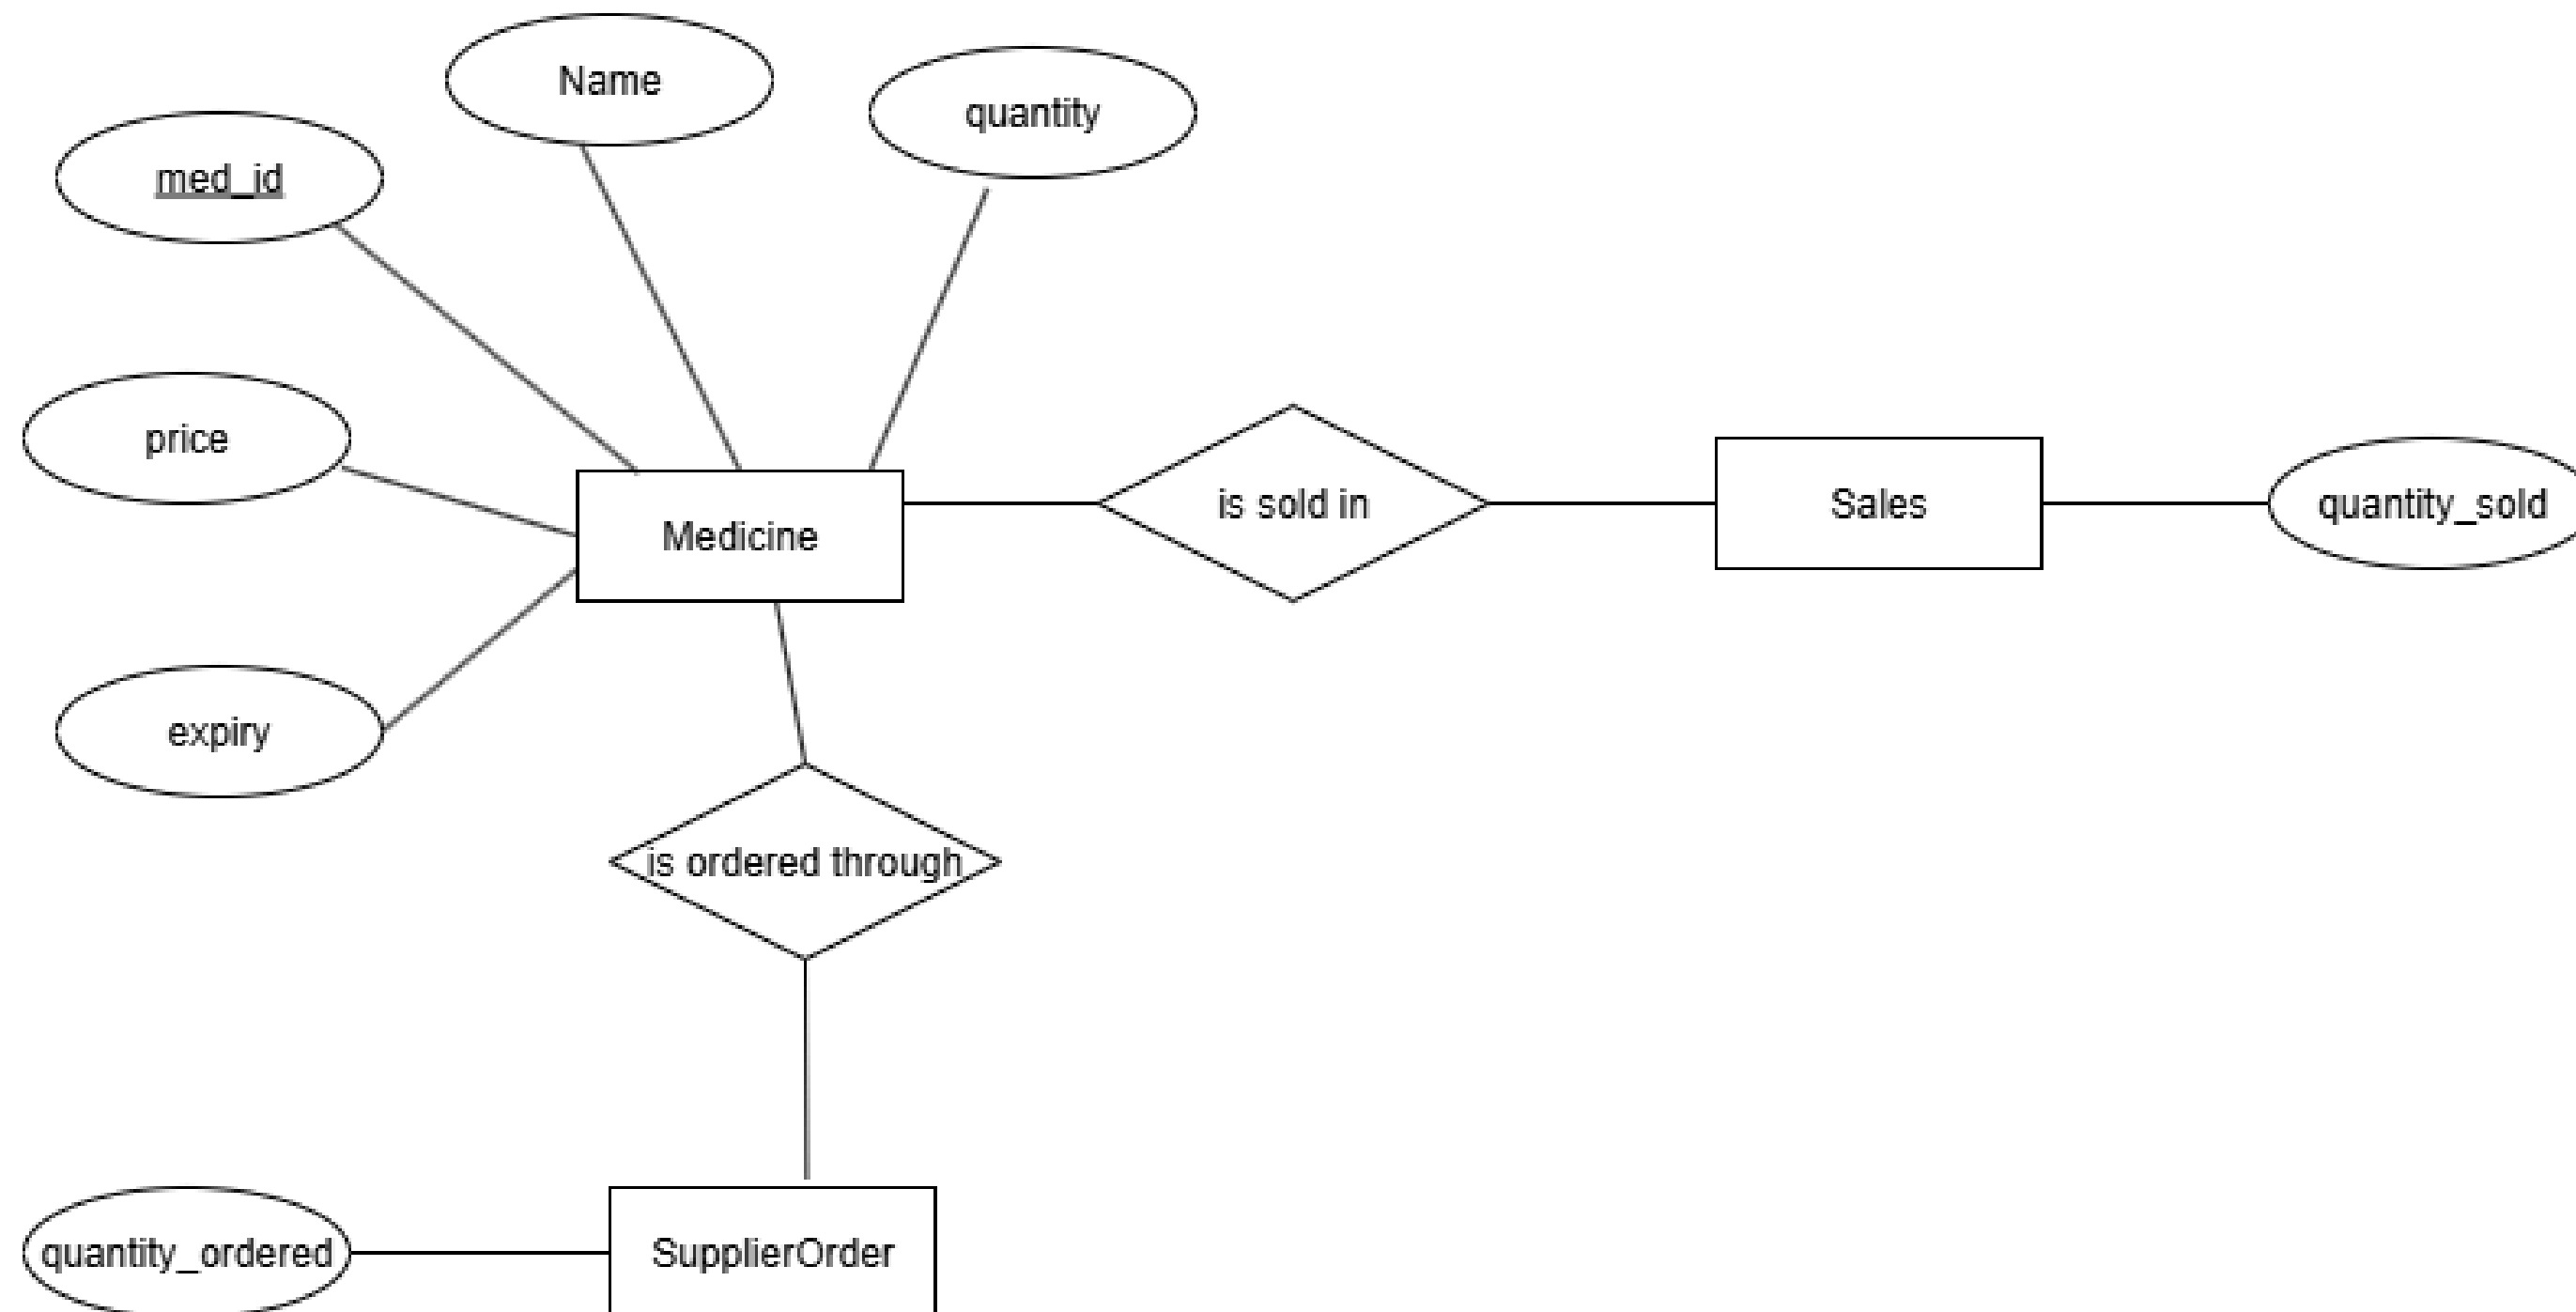 Name
quantity
med_id
price
Medicine
is sold in
Sales
quantity_sold
expiry
is ordered through
quantity_ordered
SupplierOrder